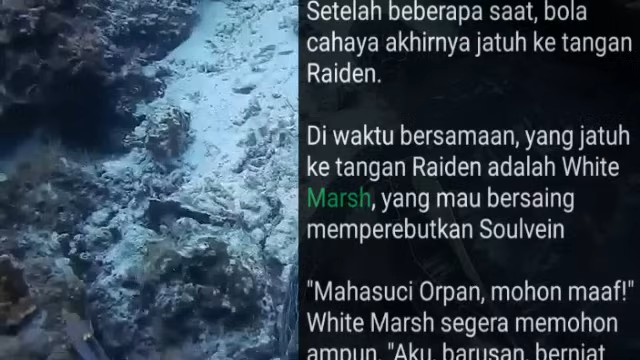 Setelah beberapa saat, bola
cahaya akhirnya jatuh ke tangan
Raiden.
Di waktu bersamaan, yang jatuh
ke tangan Raiden adalah White
Marsh, yang mau bersaing
memperebutkan Soulvein
"Mahasuci Orpan, mohon maaf!"
White Marsh segera memohon
ampun. "Aku, barusan, berniat